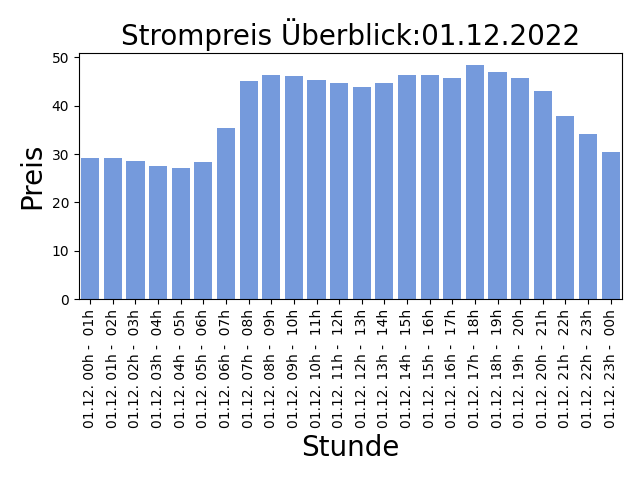 Strompreis Überblick:01.12.2022
Preis
50
40
30
20
10
0
01.12. 00h -   01h
01.12. 01h -   02h
01.12. 02h -   03h
01.12. 03h -   04h
01.12. 04h -   05h
01.12. 05h -   06h
01.12. 06h -   07h
01.12. 07h -   08h
01.12. 08h -   09h
01.12. 09h -   10h
01.12. 10h -   11h
01.12. 11h -   12h
01.12. 12h -   13h
01.12. 13h -   14h
01.12. 14h -   15h
01.12. 15h -   16h
01.12. 16h -   17h
01.12. 17h -   18h
01.12. 18h -   19h
01.12. 19h -   20h
01.12. 20h -   21h
01.12. 21h -   22h
01.12. 22h -   23h
01.12. 23h -   00h
Stunde